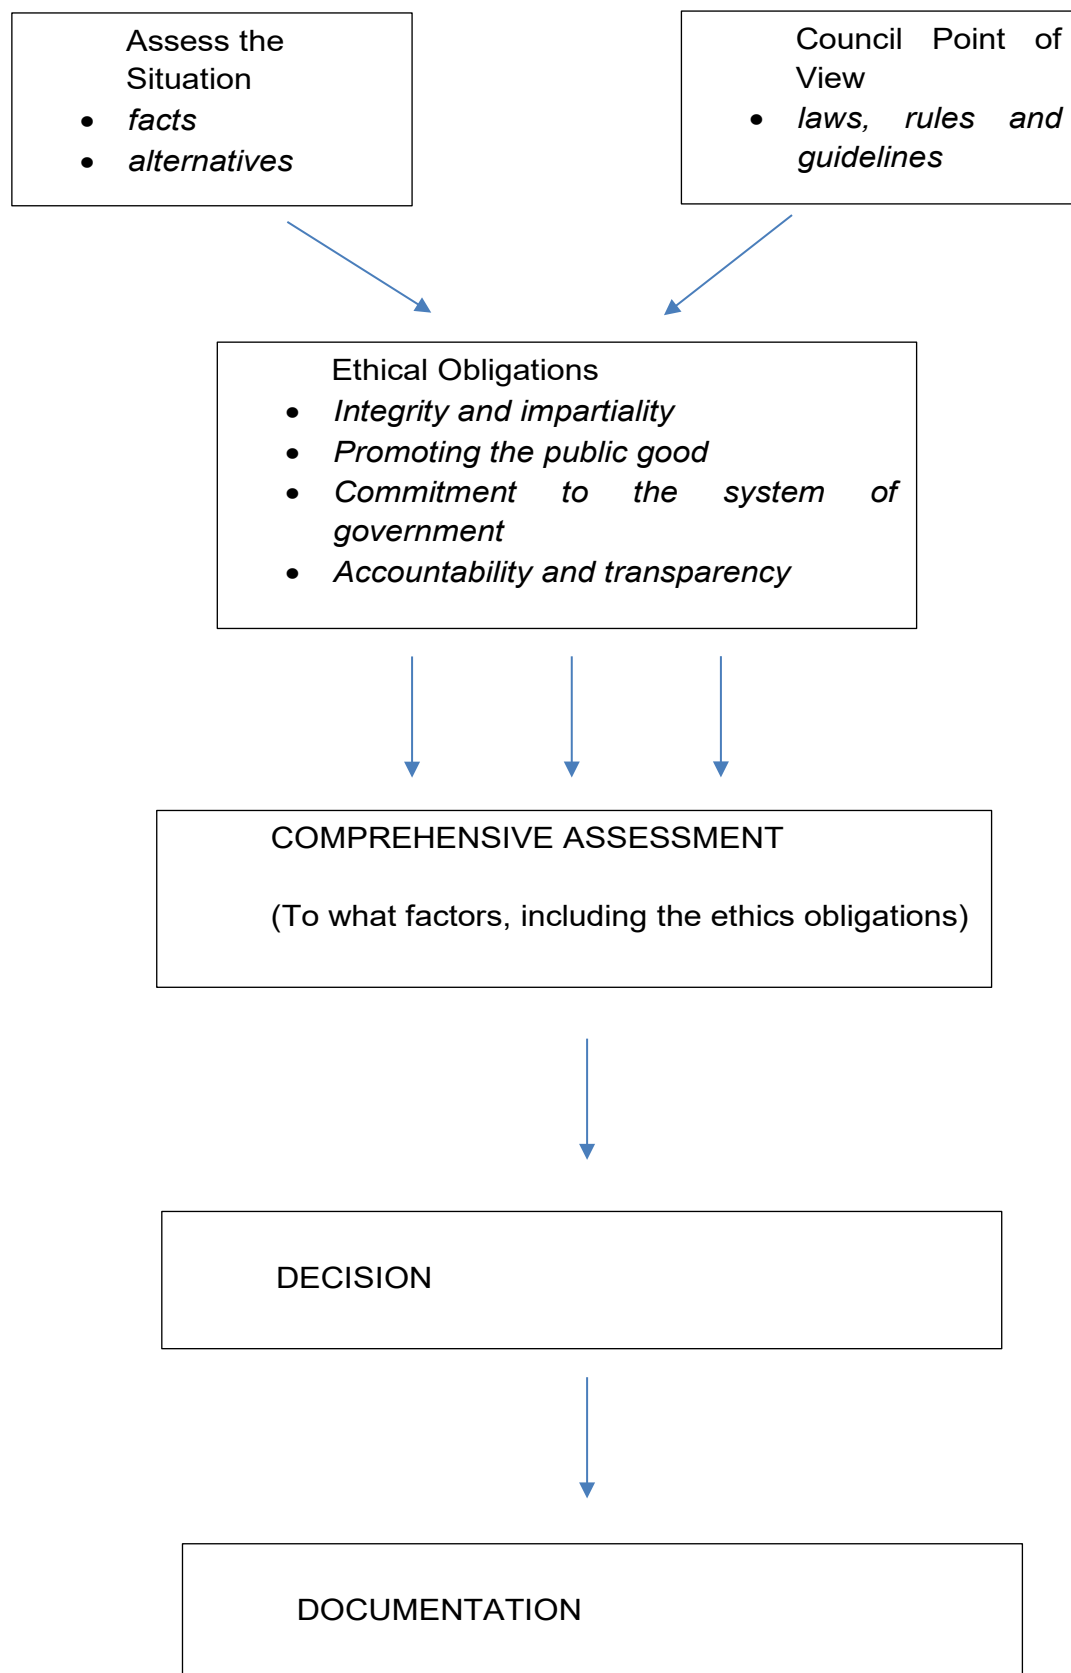 Assess the
Situation
• facts
• alternatives
Council Point of
View
• laws, rules and
guidelines
Ethical Obligations
• Integrity and impartiality
• Promoting the public good
• Commitment to the system of
government
• Accountability and transparency
COMPREHENSIVE ASSESSMENT
(To what factors, including the ethics obligations)
DECISION
DOCUMENTATION